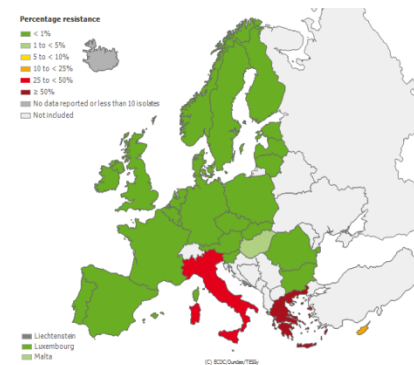 Percentage resistance
< 1%
1 to < 5%
5 to < 10%
10 to < 25%
25 to < 50%
≥ 50%
No data reported or less than 10 isolates
Not included
Liechtenstein
Luxembourg
Malta
(C) ECDC/Dundas/TESSy